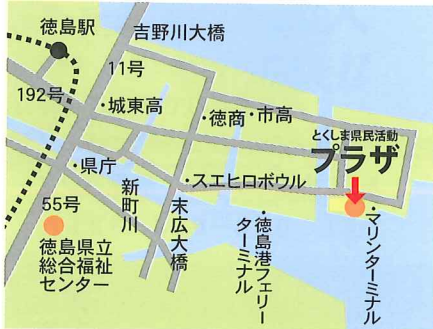 徳島駅
吉野川大橋
11号
192号
・城東高
・徳商
・市高
とくしま県民活動
プラザ
・県庁
・スエヒロボウル
新町川
末広大橋
・徳島港フェリー
ターミナル
・マリンターミナル
55号
徳島県立
総合福祉
センター